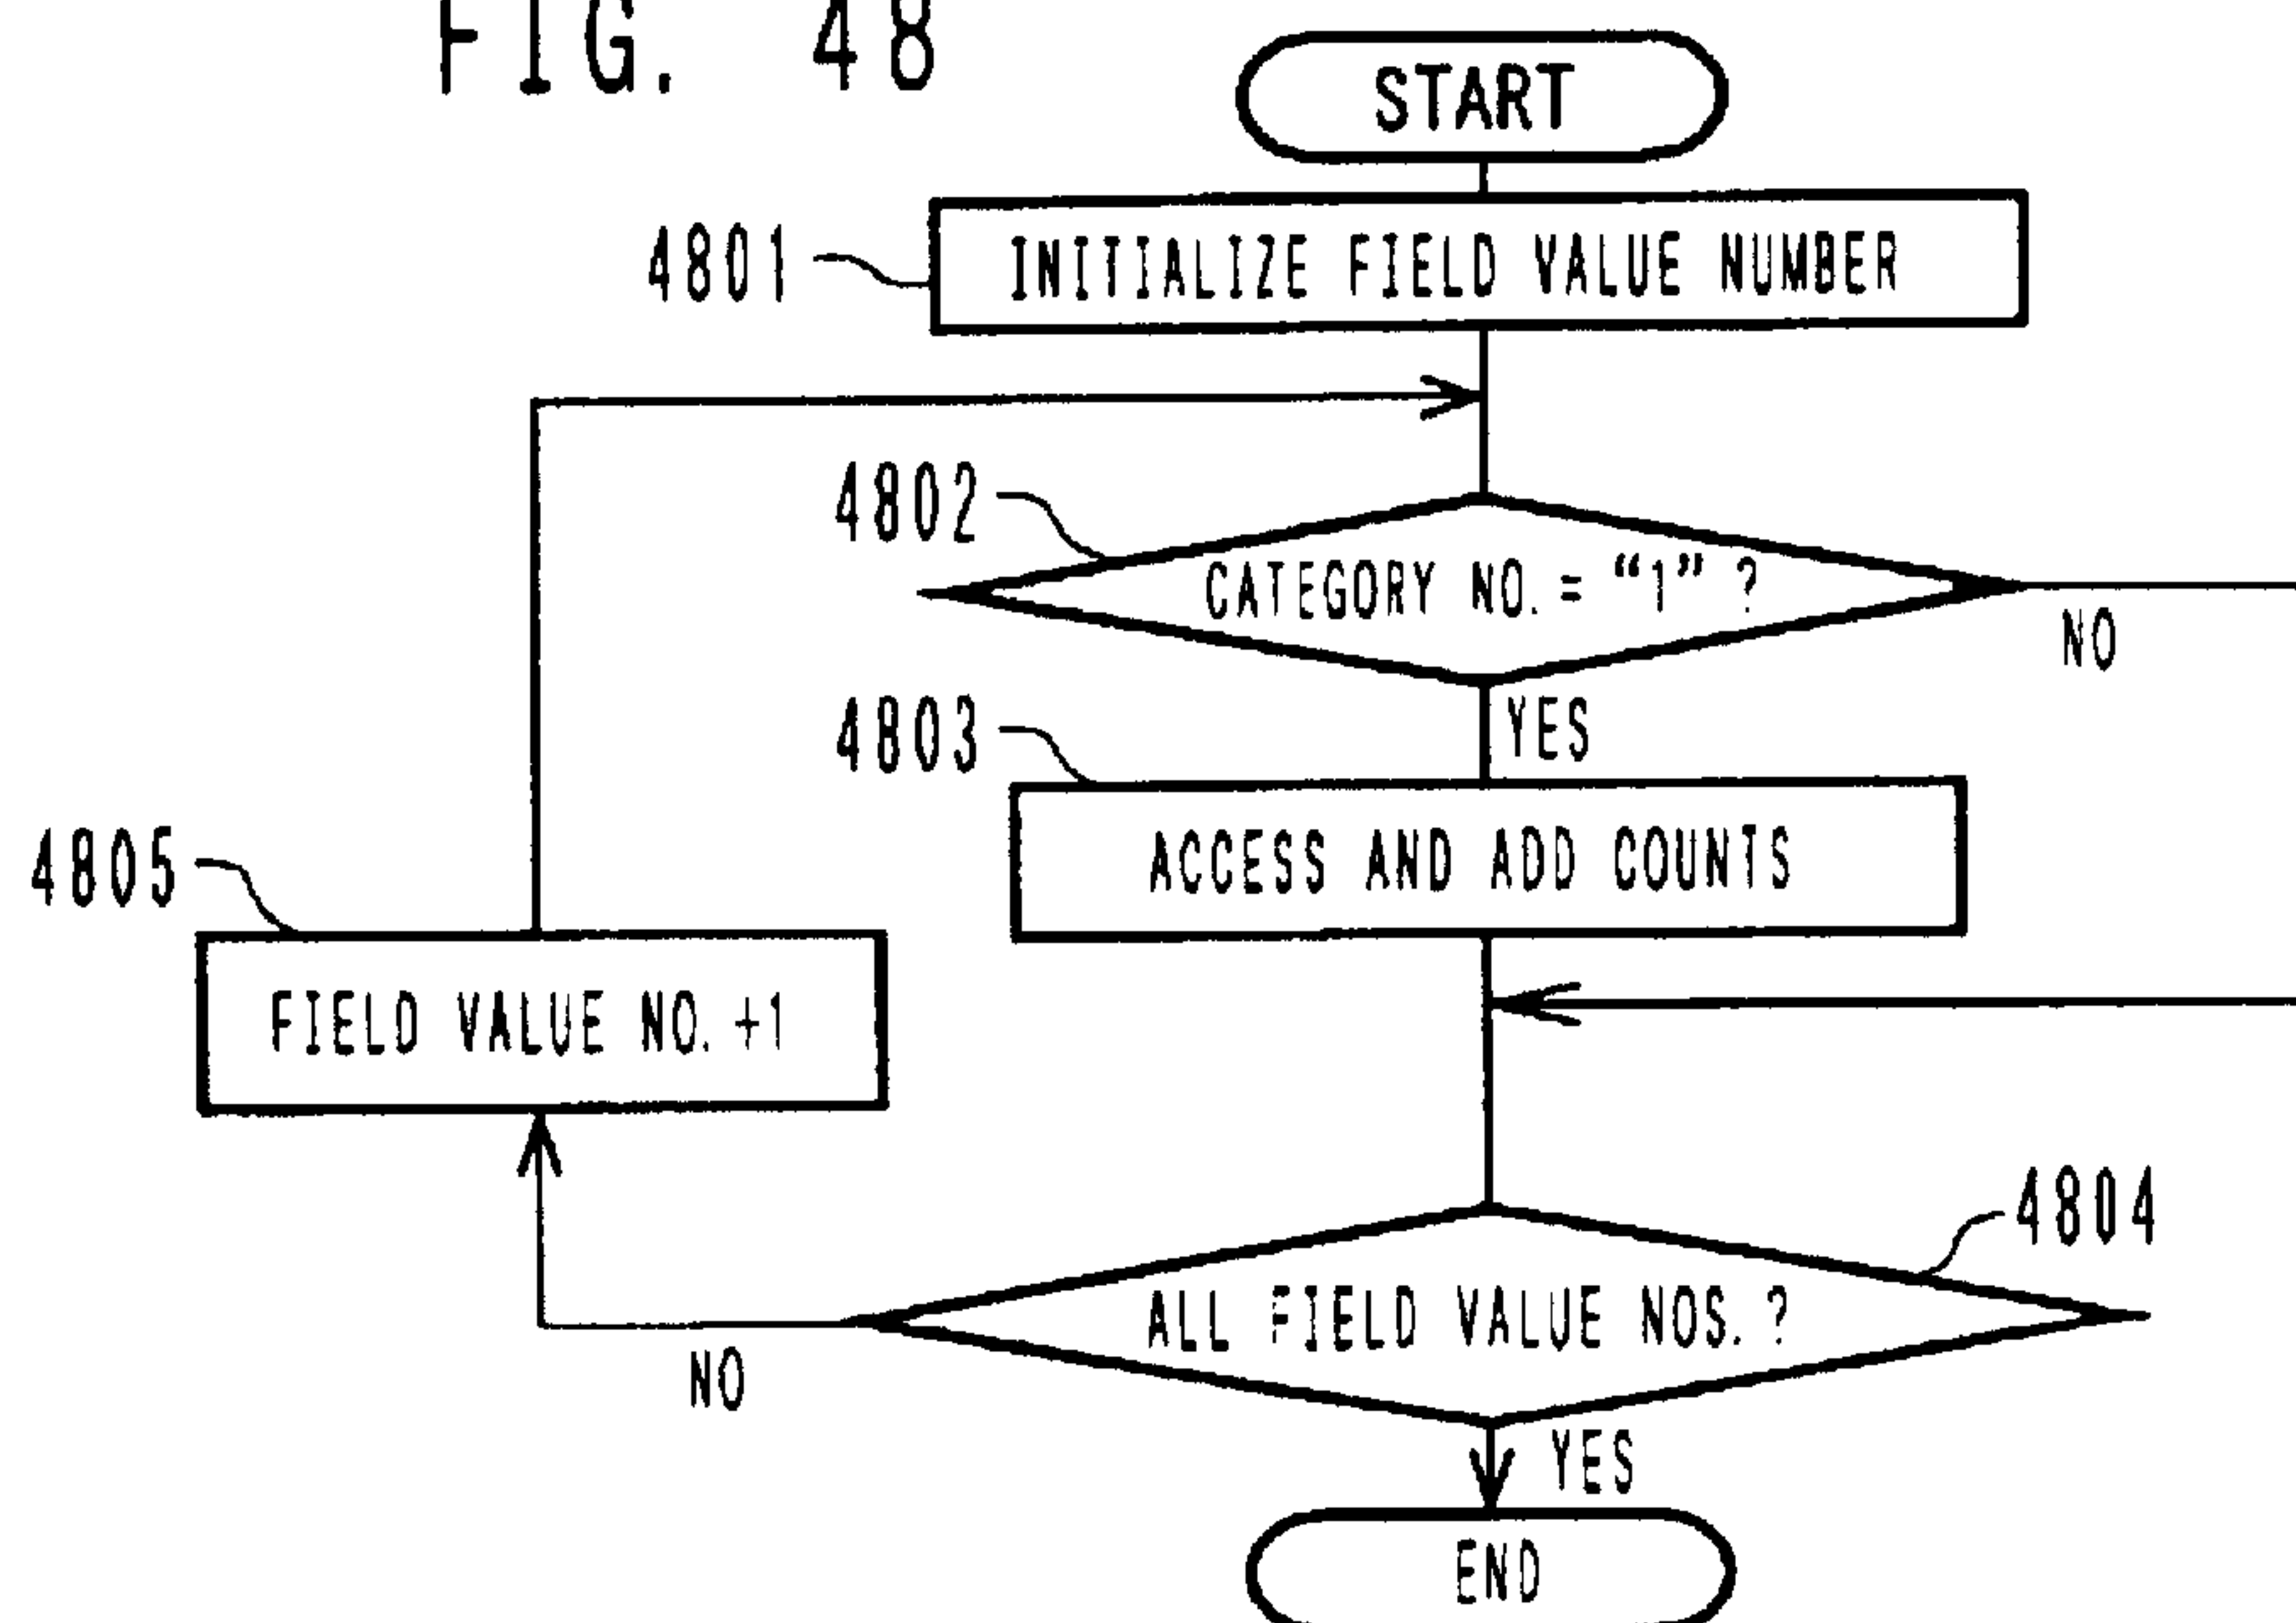 FIG. 48
START
4801
INITIALIZE FIELD VALUE NUMBER
4802
CATEGORY NO. = “1” ?
NO
YES
4803
ACCESS AND ADD COUNTS
4805
FIELD VALUE NO. +1
4804
ALL FIELD VALUE NOS. ?
NO
YES
END